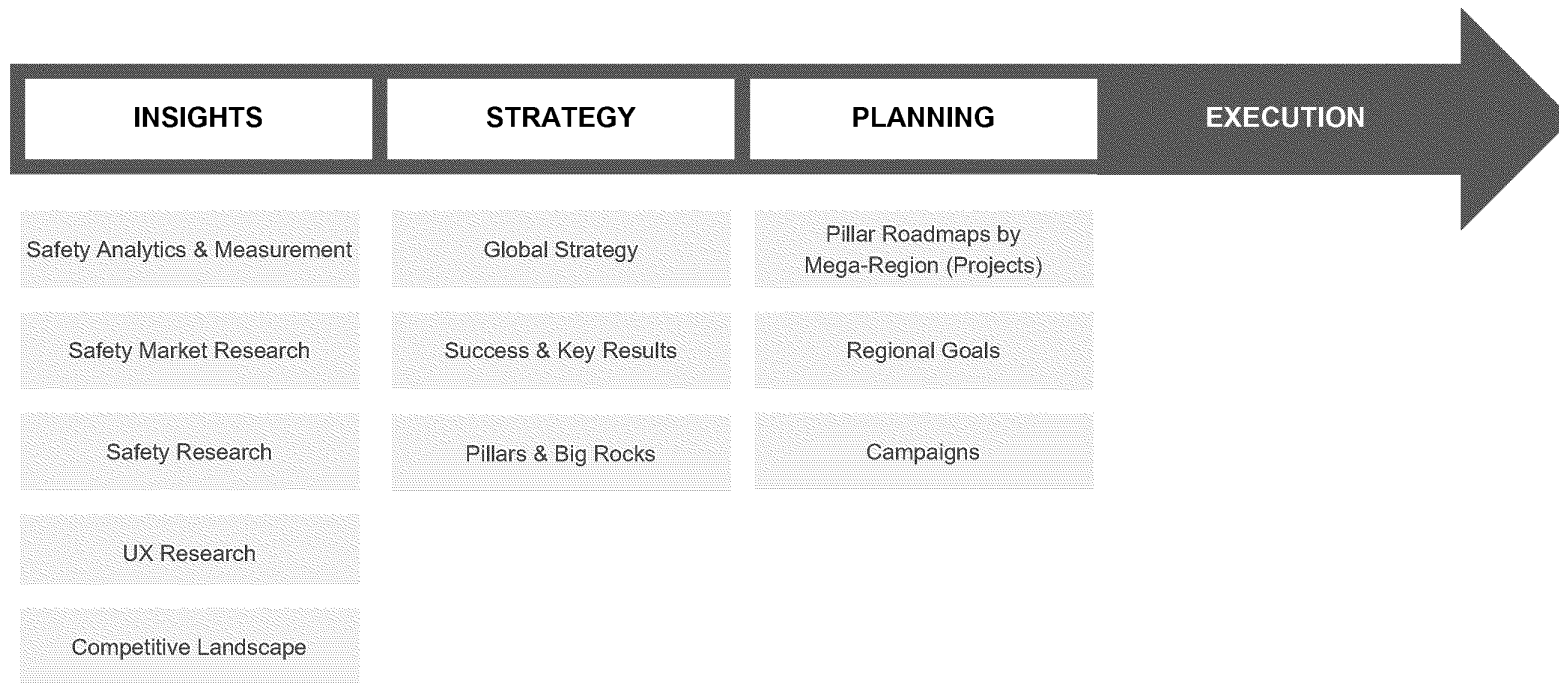 INSIGHTS
STRATEGY
PLANNING
EXECUTION
Safety Analytics & Measurement
Safety Market Research
Safety Research
UX Research
Competitive Landscape
Global Strategy
Success & Key Results
Pillars & Big Rocks
Pillar Roadmaps by
Mega-Region (Projects)
Regional Goals
Campaigns